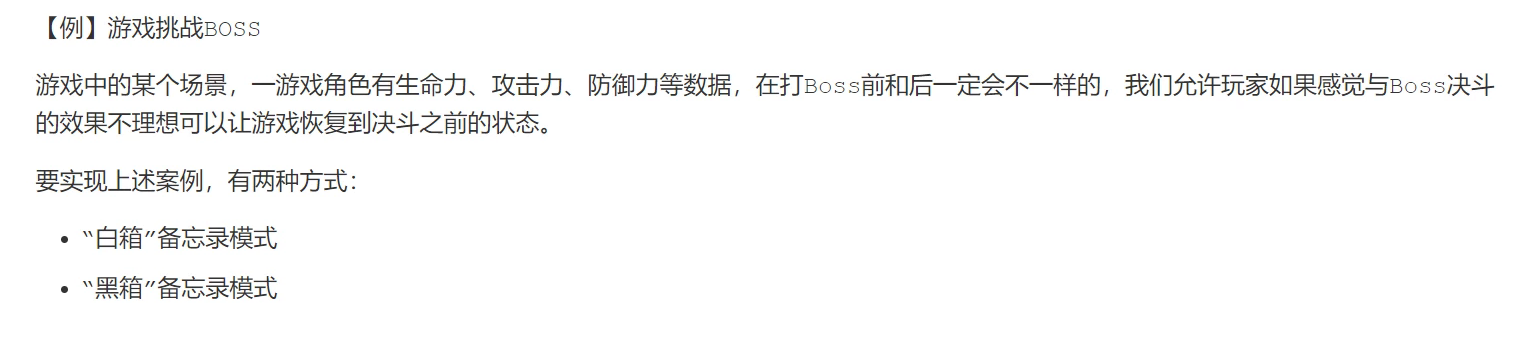 【例】游戏挑战BOSS
游戏中的某个场景，一游戏角色有生命力、攻击力、防御力等数据，在打Boss前和后一定会不一样的，我们允许玩家如果感觉与Boss决斗
的效果不理想可以让游戏恢复到决斗之前的状态。
要实现上述案例，有两种方式：
• “白箱”备忘录模式
• “黑箱”备忘录模式